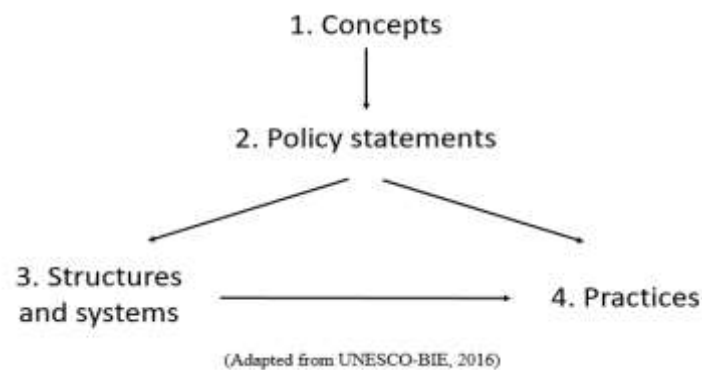 1. Concepts
2. Policy statements
3. Structures
and systems
4. Practices
(Adapted from UNESCO-BIE, 2016)